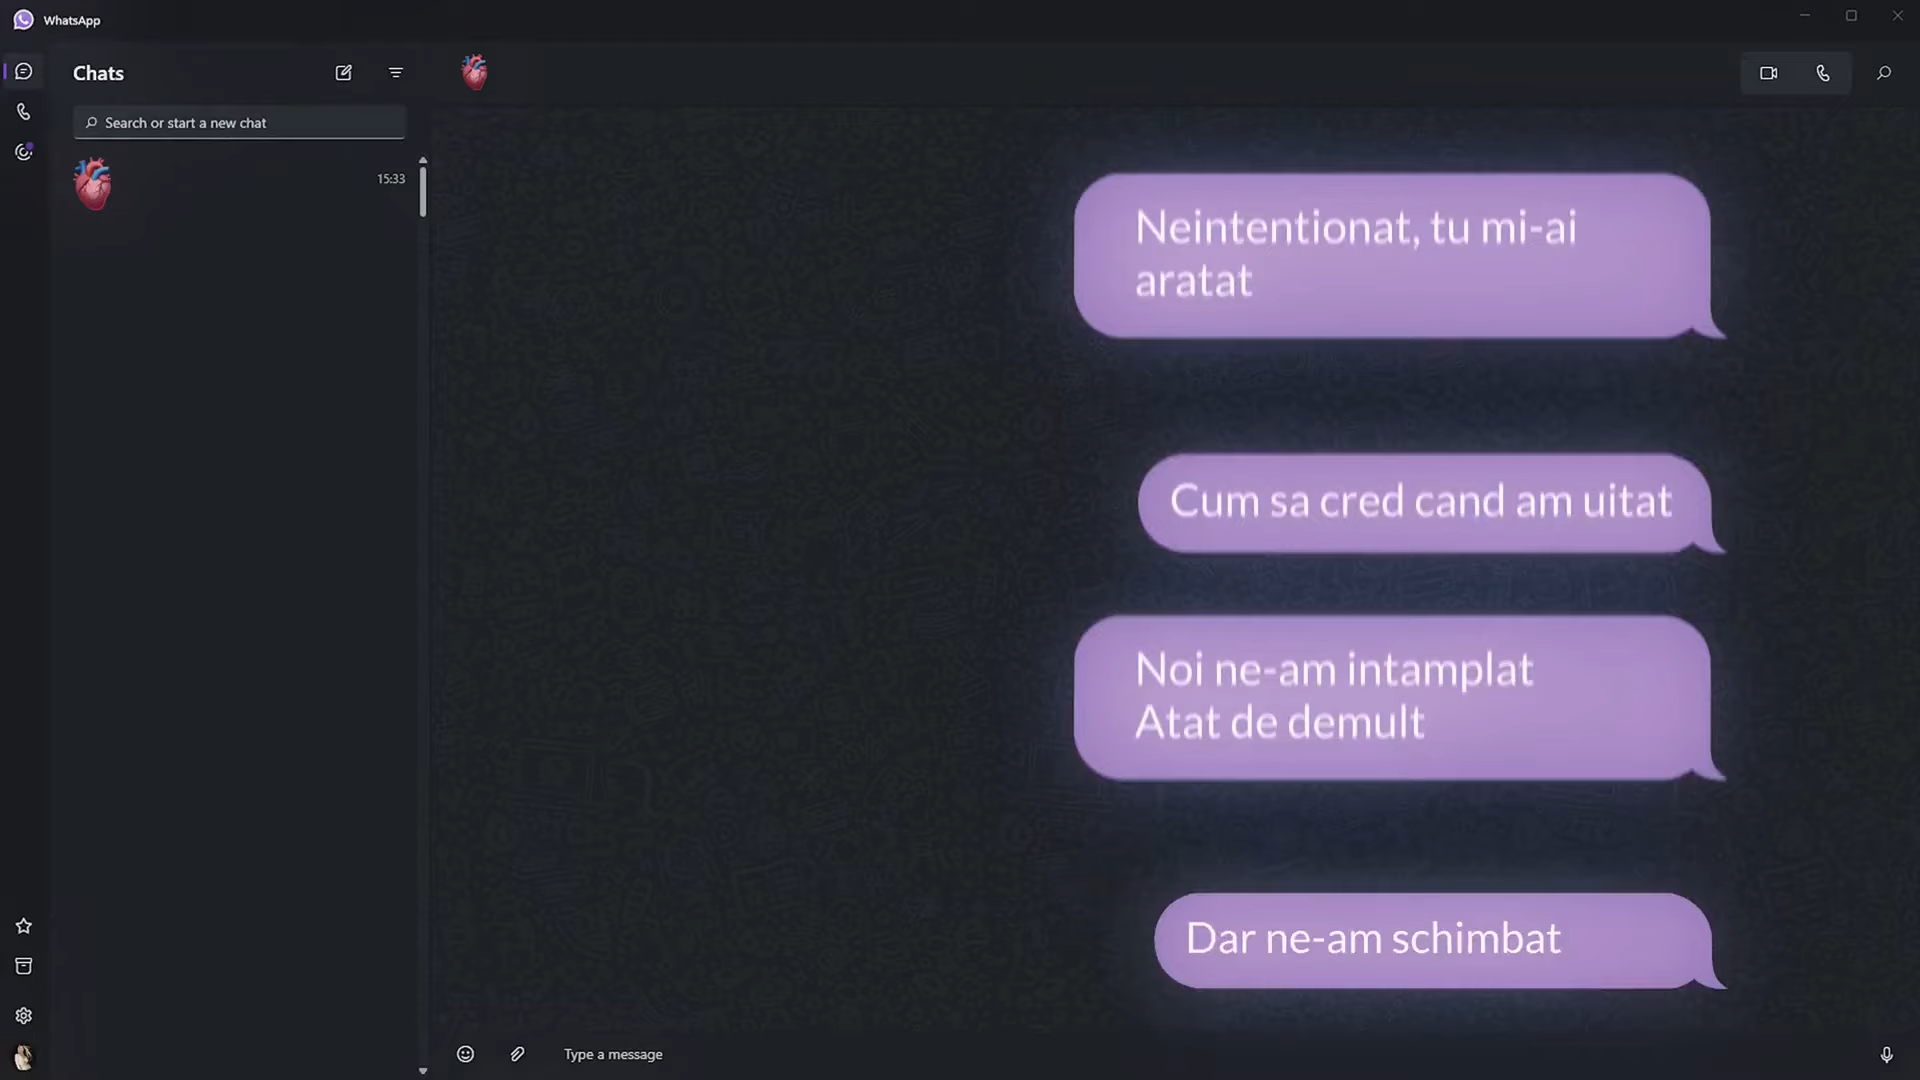 WhatsApp
Chats
Search or start a new chat
15:33
Neintentionat, tu mi-ai
aratat
Cum sa cred cand am uitat
Noi ne-am intamplat
Atat de demult
Dar ne-am schimbat
Type a message